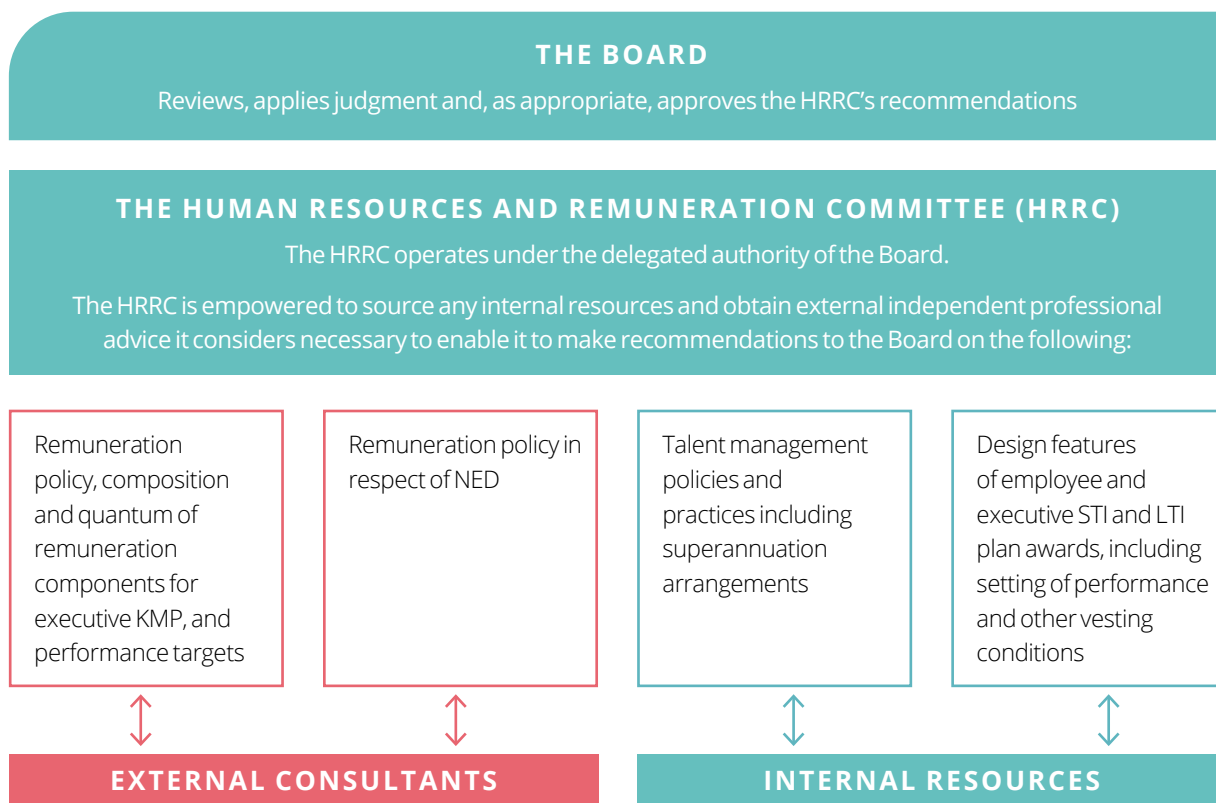 THE BOARD
Reviews, applies judgment and, as appropriate, approves the HRRC's recommendations
THE HUMAN RESOURCES AND REMUNERATION COMMITTEE (HRRC)
The HRRC operates under the delegated authority of the Board.
The HRRC is empowered to source any internal resources and obtain external independent professional
advice it considers necessary to enable it to make recommendations to the Board on the following:
Remuneration
policy, composition
and quantum of
remuneration
components for
executive KMP, and
performance targets
Remuneration policy in
respect of NED
Talent management
policies and
practices including
superannuation
arrangements
Design features
of employee and
executive STI and LTI
plan awards, including
setting of performance
and other vesting
conditions
EXTERNAL CONSULTANTS
INTERNAL RESOURCES